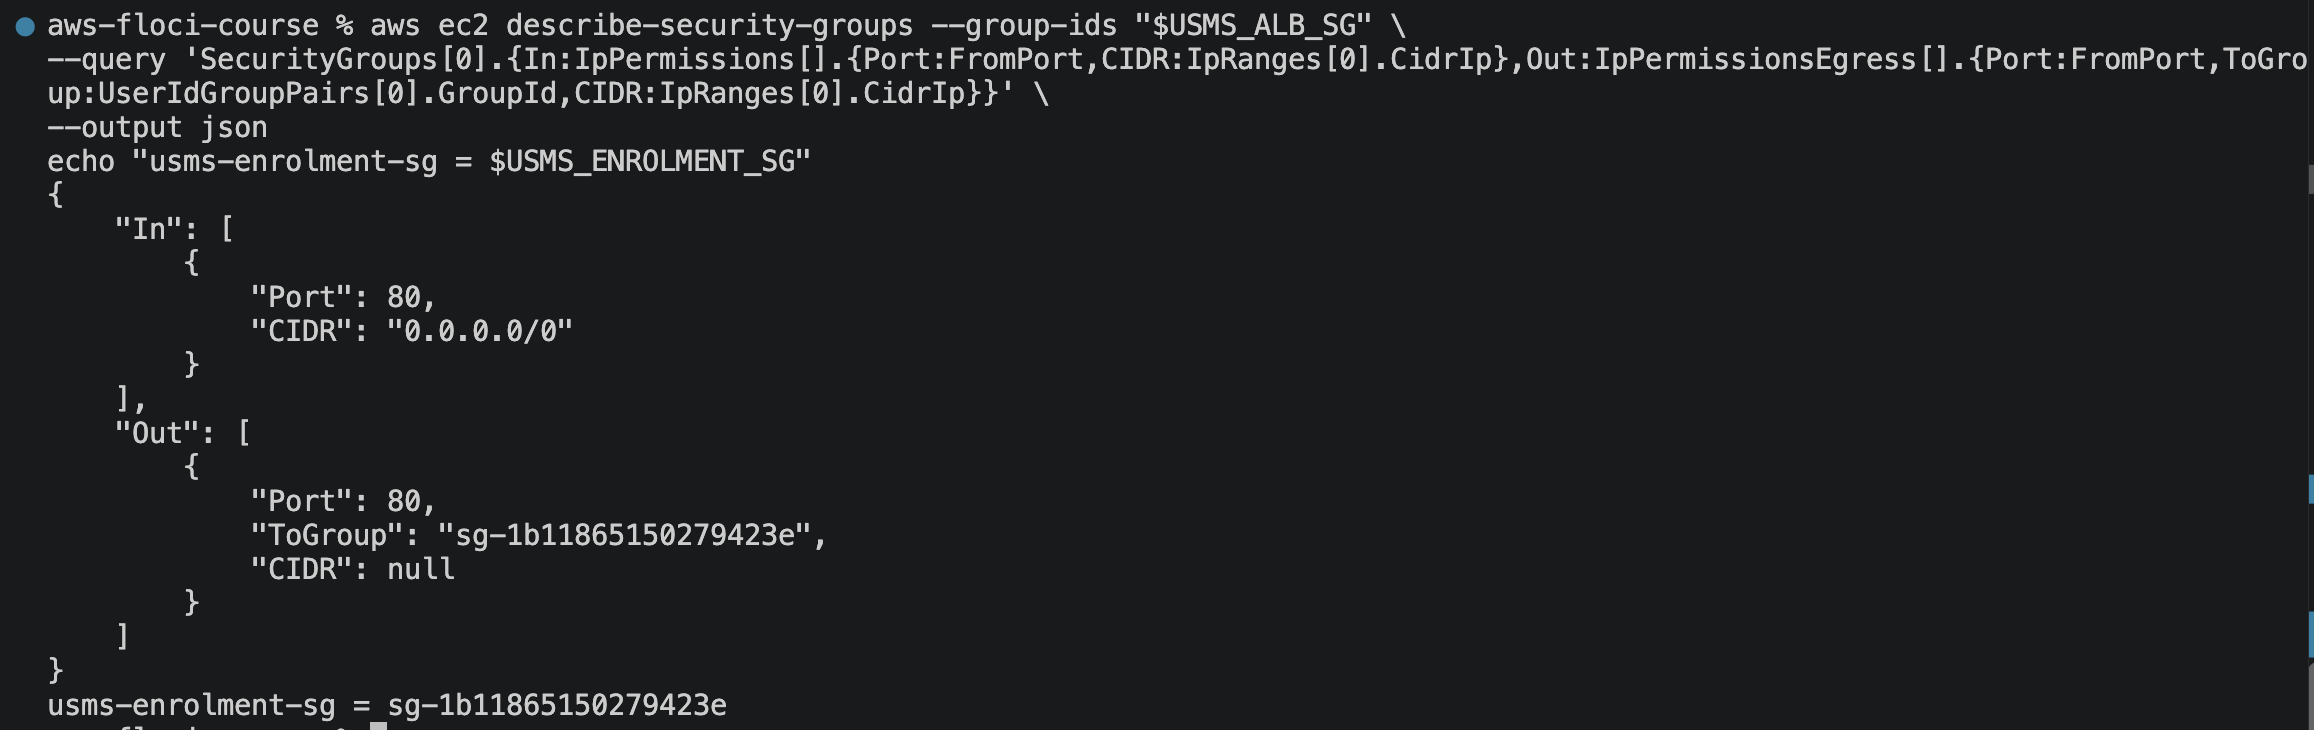 aws-floci-course % aws ec2 describe-security-groups --group-ids "$USMS_ALB_SG" \
--query 'SecurityGroups[0].{In:IpPermissions[].{Port:FromPort,CIDR:IpRanges[0].CidrIp},Out:IpPermissionsEgress[].{Port:FromPort,ToGro
up:UserIdGroupPairs[0].GroupId,CIDR:IpRanges[0].CidrIp}}' \
--output json
echo "usms-enrolment-sg = $USMS_ENROLMENT_SG"
{
    "In": [
        {
            "Port": 80,
            "CIDR": "0.0.0.0/0"
        }
    ],
    "Out": [
        {
            "Port": 80,
            "ToGroup": "sg-1b11865150279423e",
            "CIDR": null
        }
    ]
}
usms-enrolment-sg = sg-1b11865150279423e